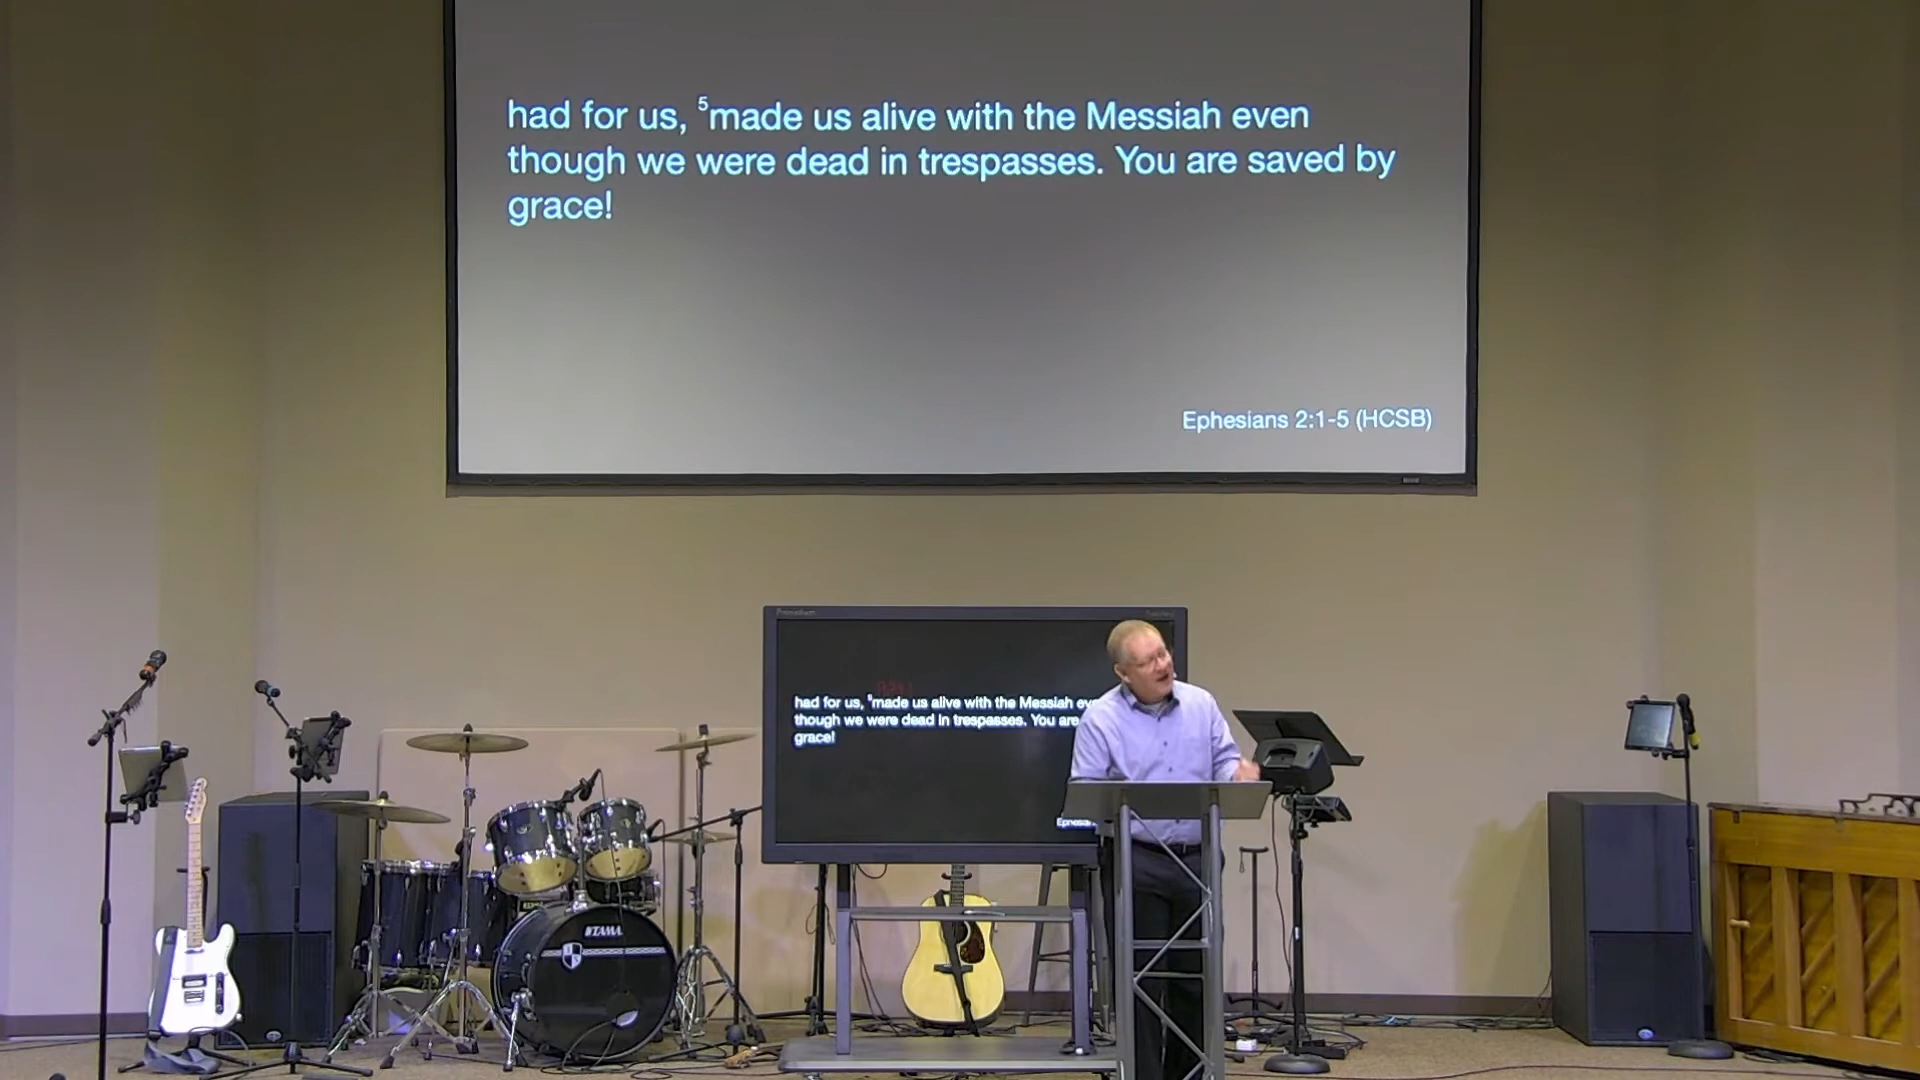 had for us, ⁵made us alive with the Messiah even
though we were dead in trespasses. You are saved by
grace!
Ephesians 2:1-5 (HCSB)
Promethean
had for us, ⁵made us alive with the Messiah
though we were dead in trespasses. You are
grace!
TAMA